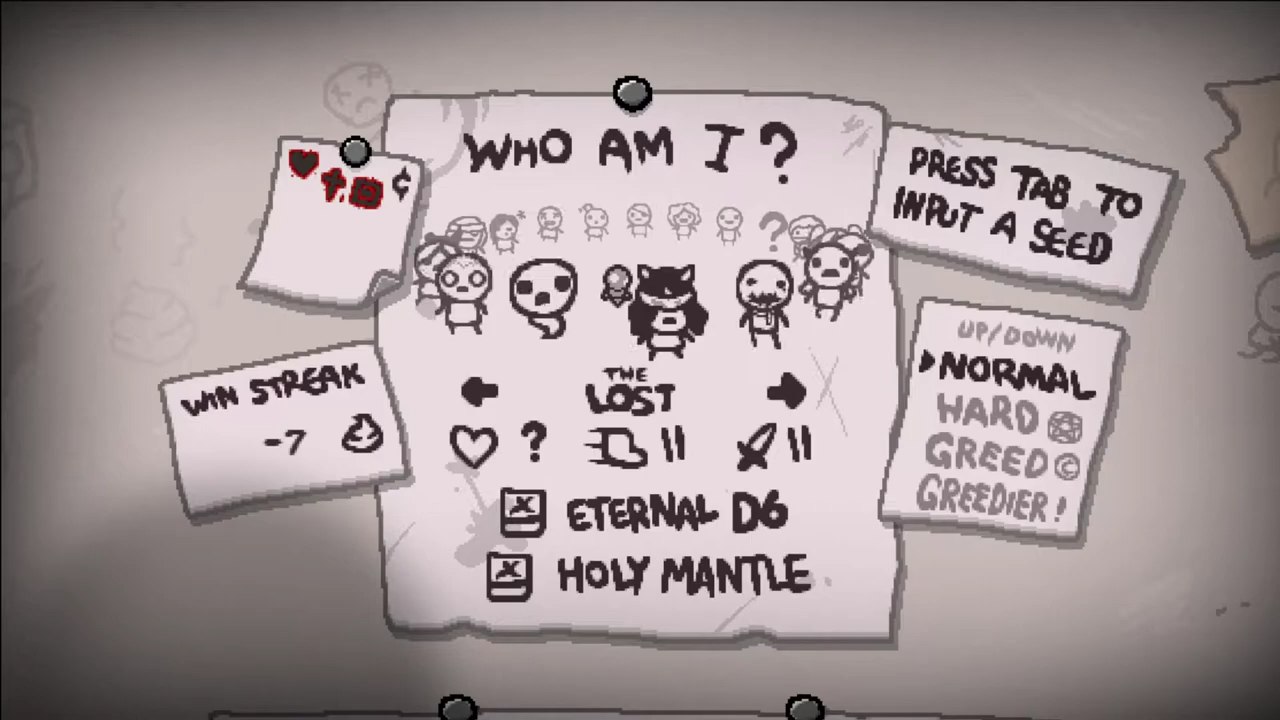 WHO AM I?
PRESS TAB TO
INPUT A SEED
¢
WIN STREAK
-7
?
THE
LOST
?
ETERNAL D6
HOLY MANTLE
UP/DOWN
NORMAL
HARD
GREED ¢
GREEDIER!